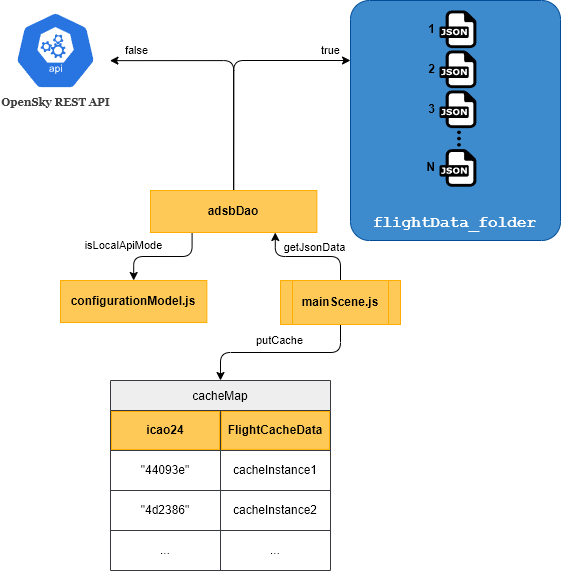 false
true
api
OpenSky REST API
1
JSON
2
JSON
3
JSON
N
JSON
flightData_folder
adsbDao
isLocalApiMode
getJsonData
configurationModel.js
mainScene.js
putCache
cacheMap
icao24
FlightCacheData
"44093e"
cacheInstance1
"4d2386"
cacheInstance2
...
...